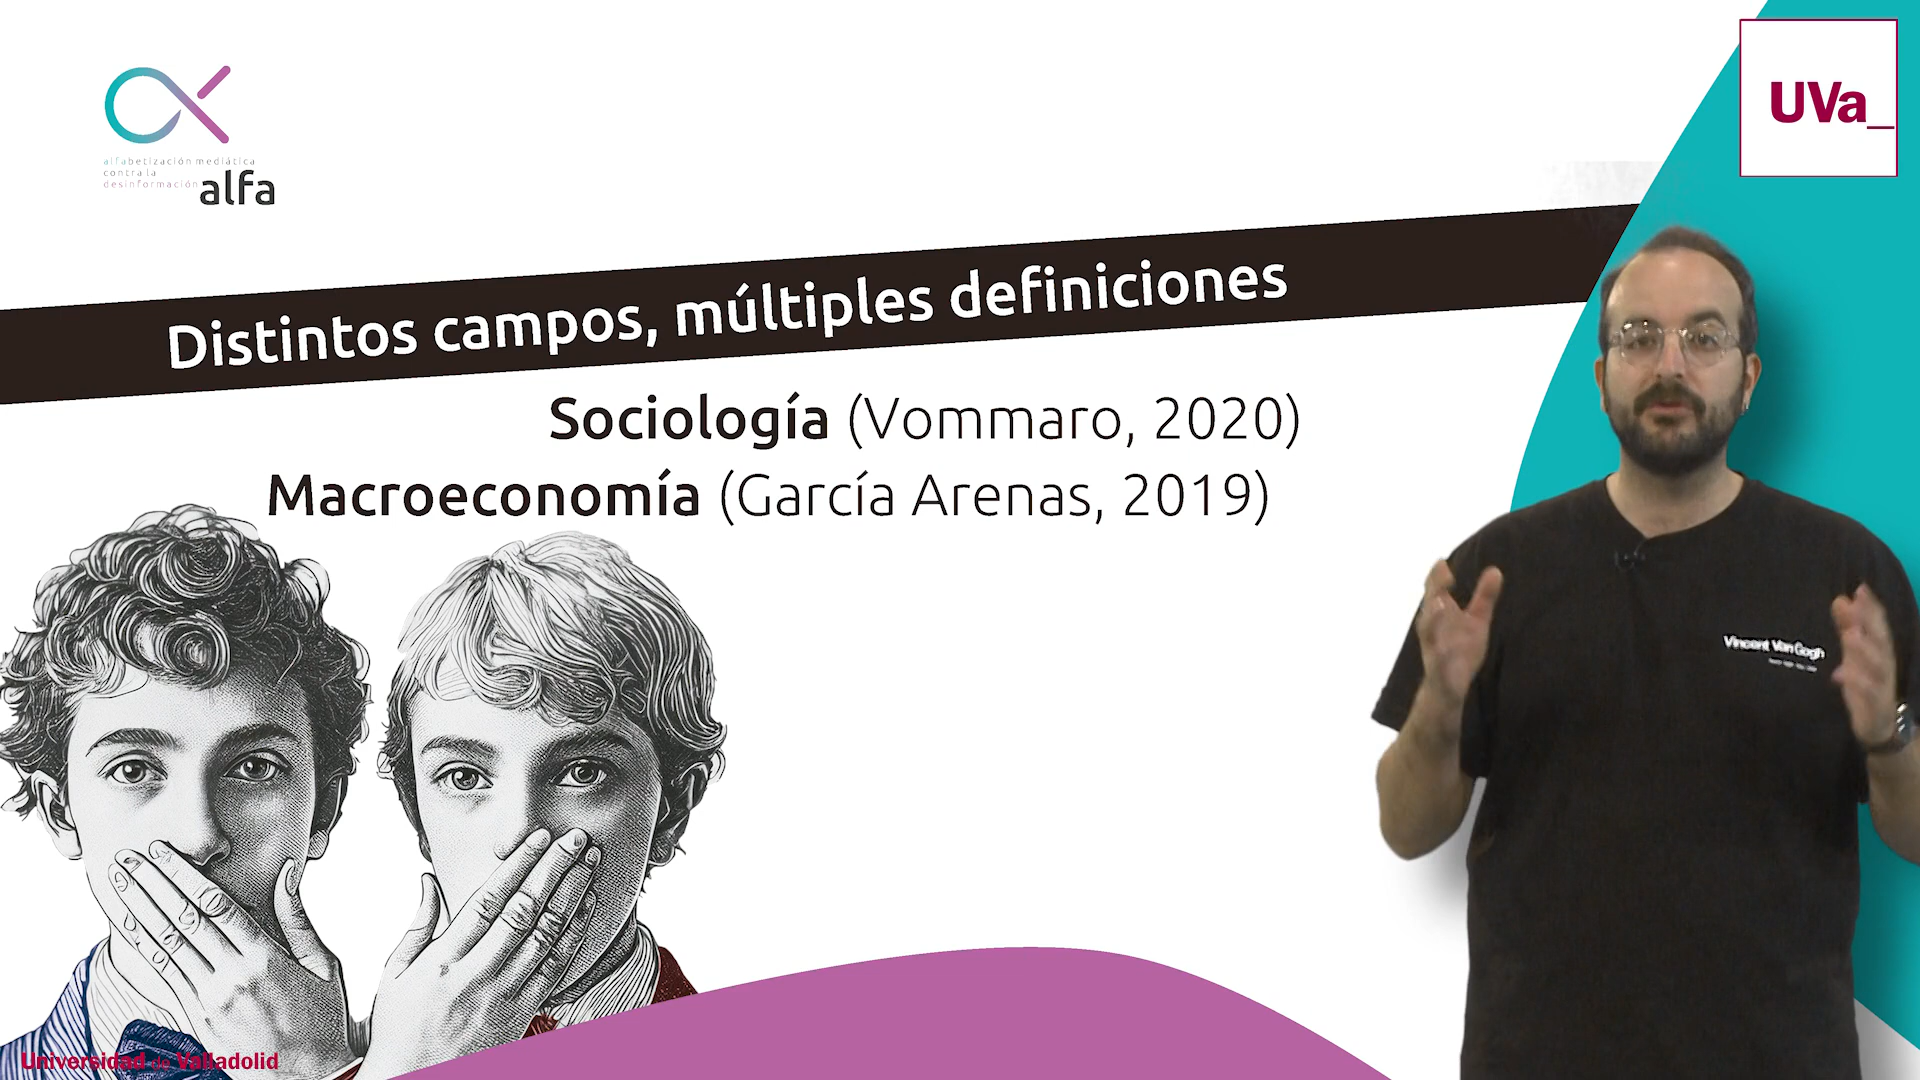 alfabetización mediática
contra la
desinformación
alfa
UVa_
Distintos campos, múltiples definiciones
Sociología (Vommaro, 2020)
Macroeconomía (García Arenas, 2019)
Vincent Van Gogh
Universidad de Valladolid